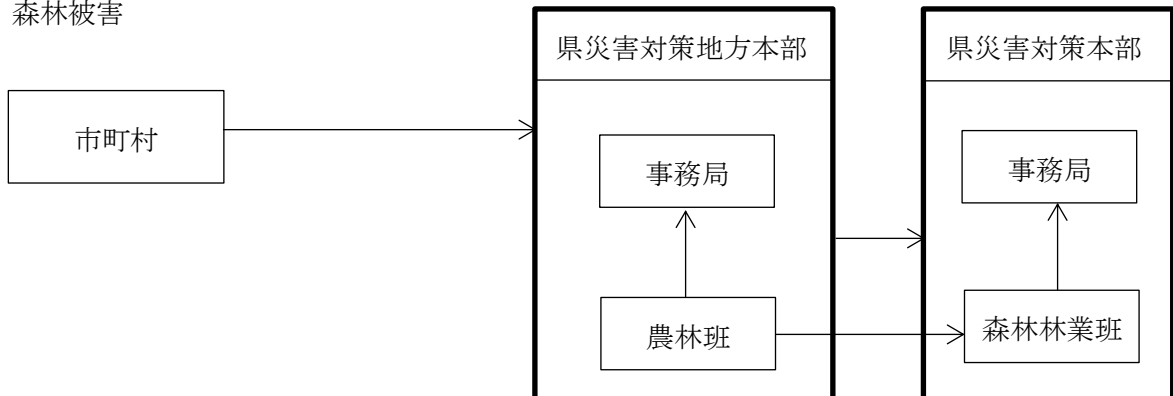 森林被害
県災害対策地方本部
県災害対策本部
市町村
事務局
事務局
農林班
森林林業班